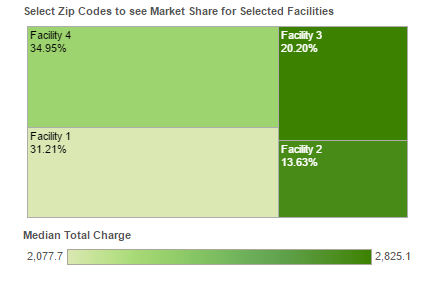 Select Zip Codes to see Market Share for Selected Facilities
Facility 4
34.95%
Facility 3
20.20%
Facility 1
31.21%
Facility 2
13.63%
Median Total Charge
2,077.7
2,825.1